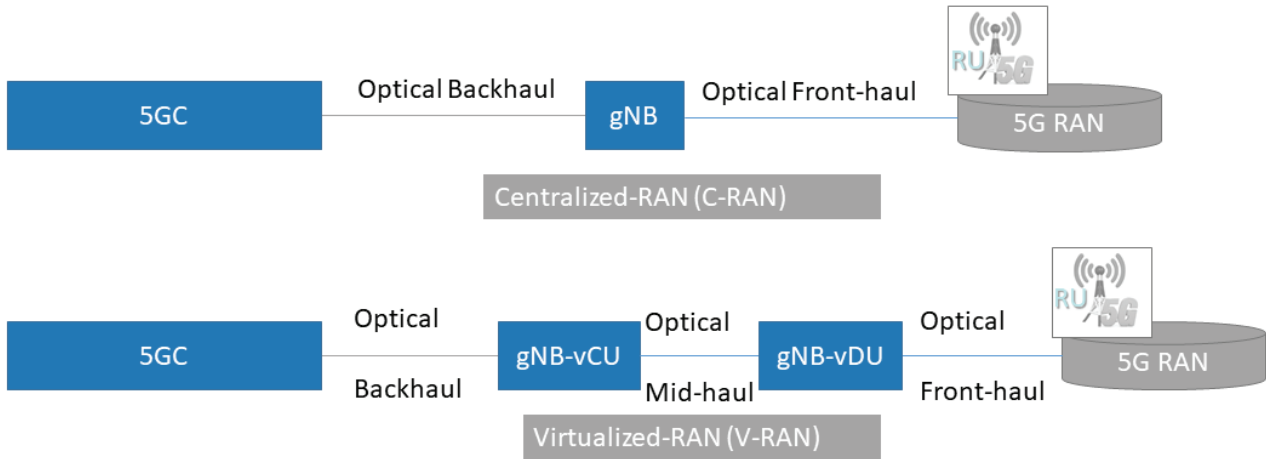 RU 5G
5GC
Optical Backhaul
gNB
Optical Front-haul
5G RAN
Centralized-RAN (C-RAN)
RU 5G
5GC
Optical
Backhaul
gNB-vCU
Optical
Mid-haul
gNB-vDU
Optical
Front-haul
5G RAN
Virtualized-RAN (V-RAN)